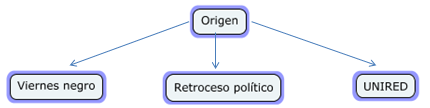 Origen
Viernes negro
Retroceso político
UNIRED